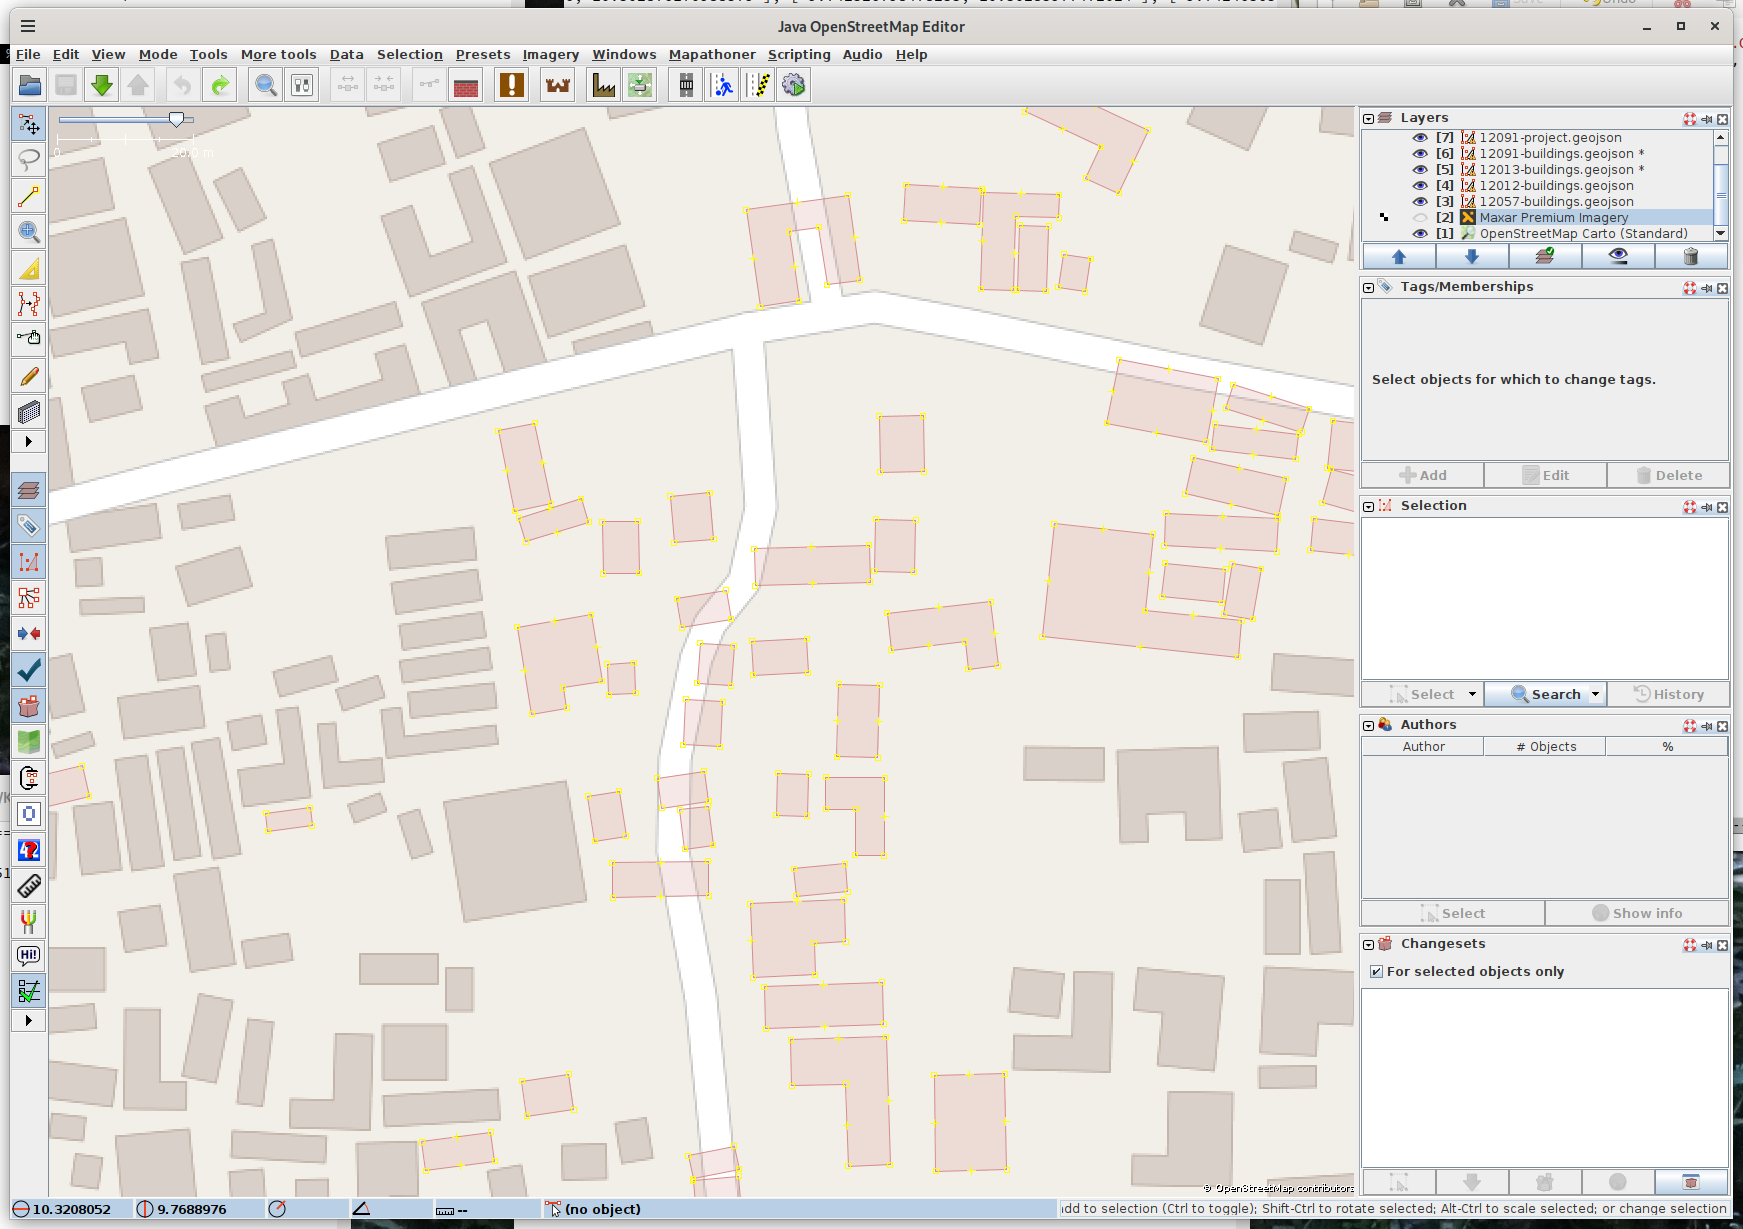 Java OpenStreetMap Editor
File Edit View Mode Tools More tools Data Selection Presets Imagery Windows Mapathoner Scripting Audio Help
0 20.0 m
Layers
[7] 12091-project.geojson
[6] 12091-buildings.geojson *
[5] 12013-buildings.geojson *
[4] 12012-buildings.geojson
[3] 12057-buildings.geojson
[2] Maxar Premium Imagery
[1] OpenStreetMap Carto (Standard)
Tags/Memberships
Select objects for which to change tags.
Add Edit Delete
Selection
Select Search History
Authors
Author # Objects %
Select Show info
Changesets
For selected objects only
Hi!
© OpenStreetMap contributors
10.3208052 9.7688976 -- (no object) dd to selection (Ctrl to toggle); Shift-Ctrl to rotate selected; Alt-Ctrl to scale selected; or change selection